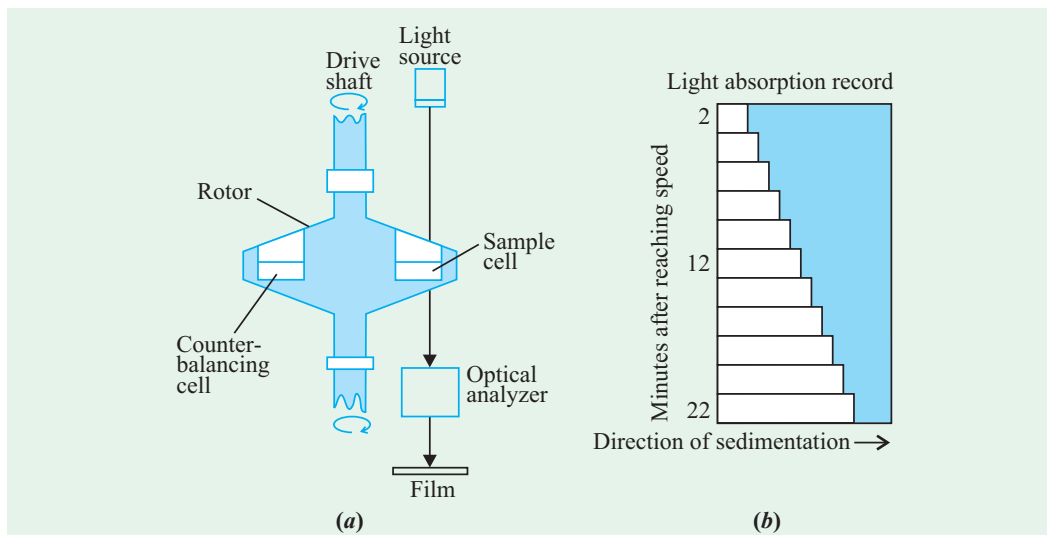 Light
source
Drive
shaft
Rotor
Sample
cell
Counter-
balancing
cell
Optical
analyzer
Film
(a)
Light absorption record
2
12
22
Minutes after reaching speed
Direction of sedimentation
(b)